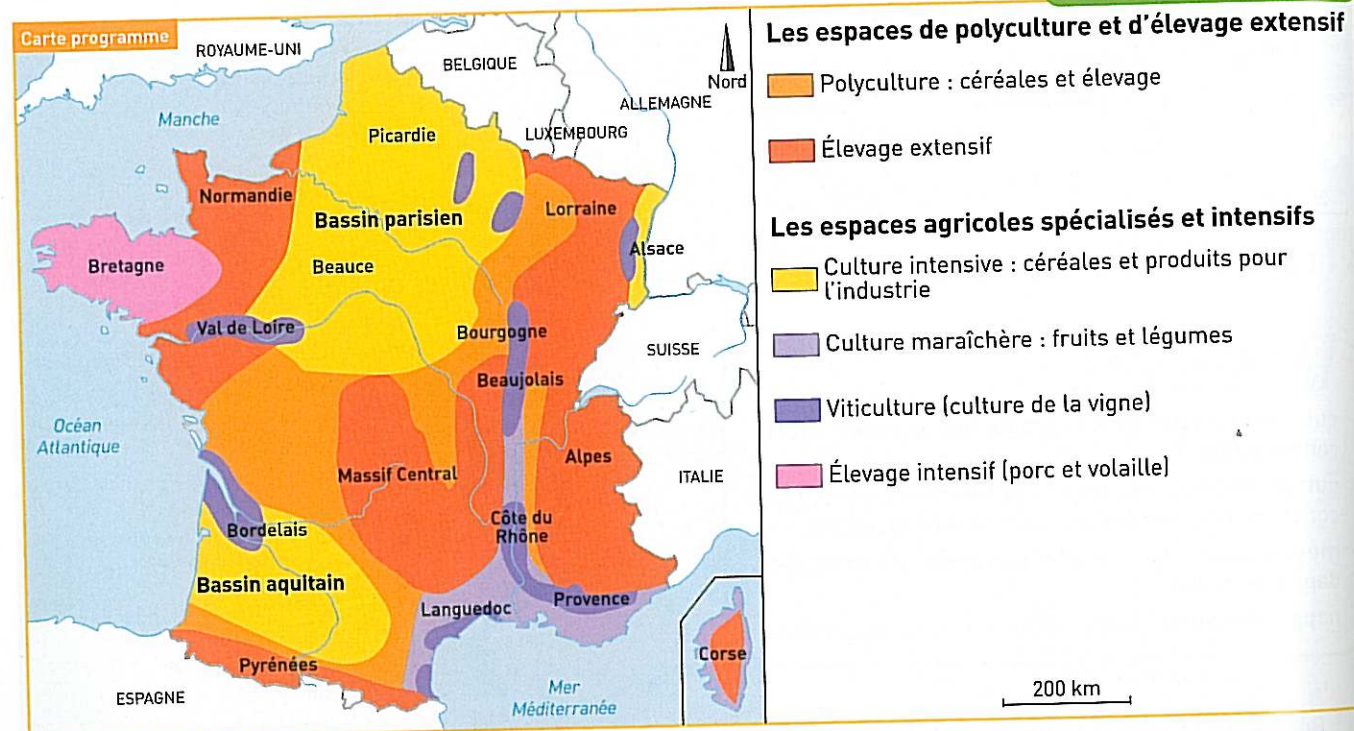 Carte programme
ROYAUME-UNI
BELGIQUE
Nord
ALLEMAGNE
LUXEMBOURG
Manche
Picardie
Normandie
Lorraine
Bassin parisien
Alsace
Bretagne
Beauce
Val de Loire
Bourgogne
SUISSE
Beaujolais
Océan
Atlantique
Massif Central
Alpes
ITALIE
Bordelais
Côte du
Rhône
Bassin aquitain
Languedoc
Provence
Pyrénées
Corse
ESPAGNE
Mer
Méditerranée
Les espaces de polyculture et d'élevage extensif
Polyculture : céréales et élevage
Élevage extensif
Les espaces agricoles spécialisés et intensifs
Culture intensive : céréales et produits pour
l'industrie
Culture maraîchère : fruits et légumes
Viticulture (culture de la vigne)
Élevage intensif (porc et volaille)
200 km